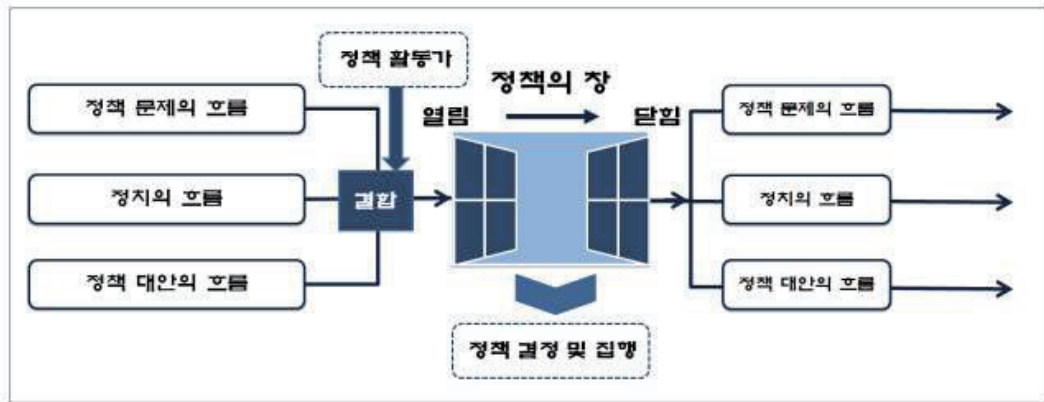 정책 활동가
정책의 창
정책 문제의 흐름
열림
닫힘
정책 문제의 흐름
정치의 흐름
결합
정치의 흐름
정책 대안의 흐름
정책 대안의 흐름
정책 결정 및 집행